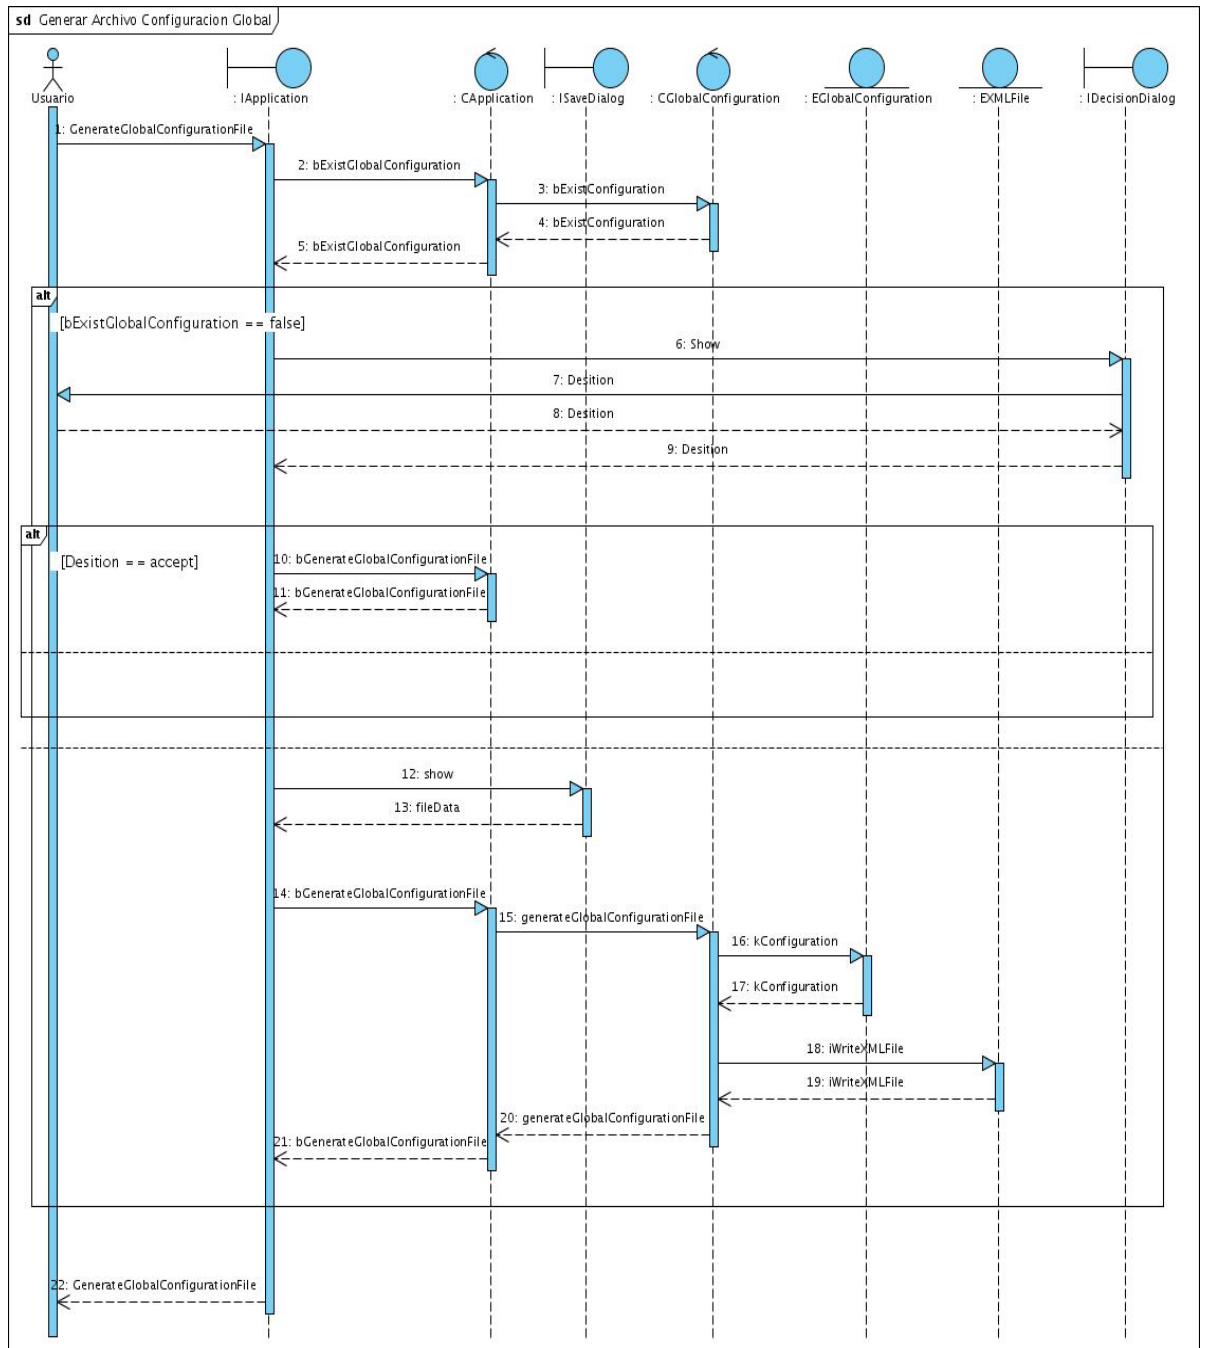 sd Generar Archivo Configuracion Global
Usuario
: IApplication
: CApplication
: ISaveDialog
: CGlobalConfiguration
: EGlobalConfiguration
: EXMLFile
: IDecisionDialog
1: GenerateGlobalConfigurationFile
2: bExistGlobalConfiguration
3: bExistConfiguration
4: bExistConfiguration
5: bExistGlobalConfiguration
alt
[bExistGlobalConfiguration == false]
6: Show
7: Desition
8: Desition
9: Desition
alt
[Desition == accept]
10: bGenerateGlobalConfigurationFile
11: bGenerateGlobalConfigurationFile
12: show
13: fileData
14: bGenerateGlobalConfigurationFile
15: generateGlobalConfigurationFile
16: kConfiguration
17: kConfiguration
18: iWriteXMLFile
19: iWriteXMLFile
20: generateGlobalConfigurationFile
21: bGenerateGlobalConfigurationFile
22: GenerateGlobalConfigurationFile